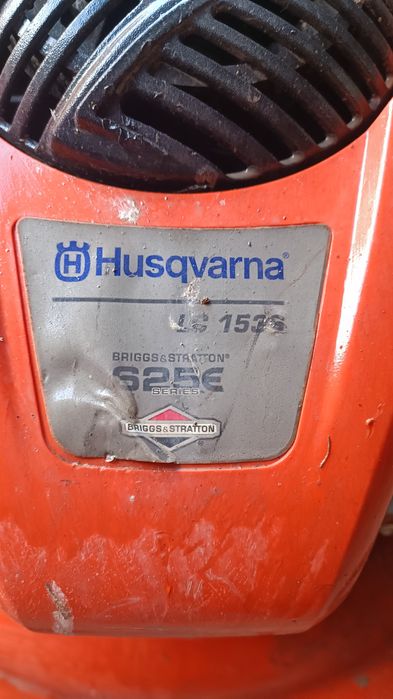 Husqvarna®
LC 153S
BRIGGS & STRATTON®
625E
SERIES
BRIGGS & STRATTON